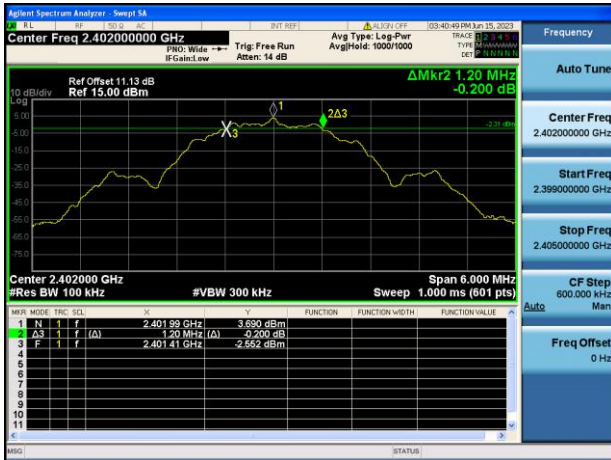 Agilent Spectrum Analyzer - Swept SA
RL RF 50 Ω AC INT REF ALIGN OFF 03:40:49 PM Jun 15, 2023
Center Freq 2.402000000 GHz
PNO: Wide
IFGain:Low
Trig: Free Run
Atten: 14 dB
Avg Type: Log-Pwr
Avg|Hold: 1000/1000
TRACE 1 2 3 4 5 6
TYPE MWWWWW
DET P N N N N N
Ref Offset 11.13 dB
Ref 15.00 dBm
ΔMkr2 1.20 MHz
-0.200 dB
10 dB/div
Log
5.00
-5.00
-15.0
-25.0
-35.0
-45.0
-55.0
-65.0
-75.0
1
2Δ3
3
-2.31 dBm
Center 2.402000 GHz
Span 6.000 MHz
#Res BW 100 kHz
#VBW 300 kHz
Sweep 1.000 ms (601 pts)
MKR MODE TRC SCL X Y FUNCTION FUNCTION WIDTH FUNCTION VALUE
1 N 1 f 2.401 99 GHz 3.690 dBm
2 Δ3 1 f (Δ) 1.20 MHz (Δ) -0.200 dB
3 F 1 f 2.401 41 GHz -2.552 dBm
4
5
6
7
8
9
10
11
MSG
STATUS
Frequency
Auto Tune
Center Freq
2.402000000 GHz
Start Freq
2.399000000 GHz
Stop Freq
2.405000000 GHz
CF Step
600.000 kHz
Auto Man
Freq Offset
0 Hz